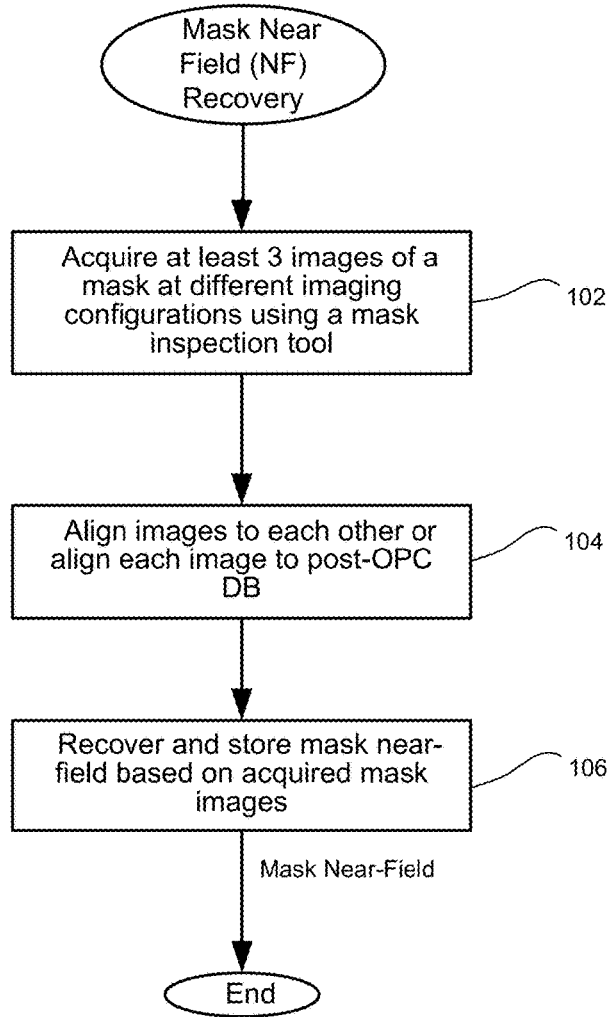 Mask Near
Field (NF)
Recovery
Acquire at least 3 images of a
mask at different imaging
configurations using a mask
inspection tool
102
Align images to each other or
align each image to post-OPC
DB
104
Recover and store mask near-
field based on acquired mask
images
106
Mask Near-Field
End